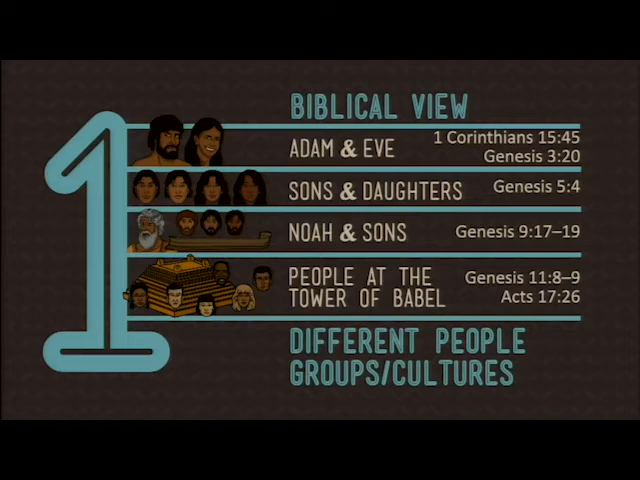 1
BIBLICAL VIEW
ADAM & EVE
1 Corinthians 15:45
Genesis 3:20
SONS & DAUGHTERS
Genesis 5:4
NOAH & SONS
Genesis 9:17–19
PEOPLE AT THE
TOWER OF BABEL
Genesis 11:8–9
Acts 17:26
DIFFERENT PEOPLE
GROUPS/CULTURES